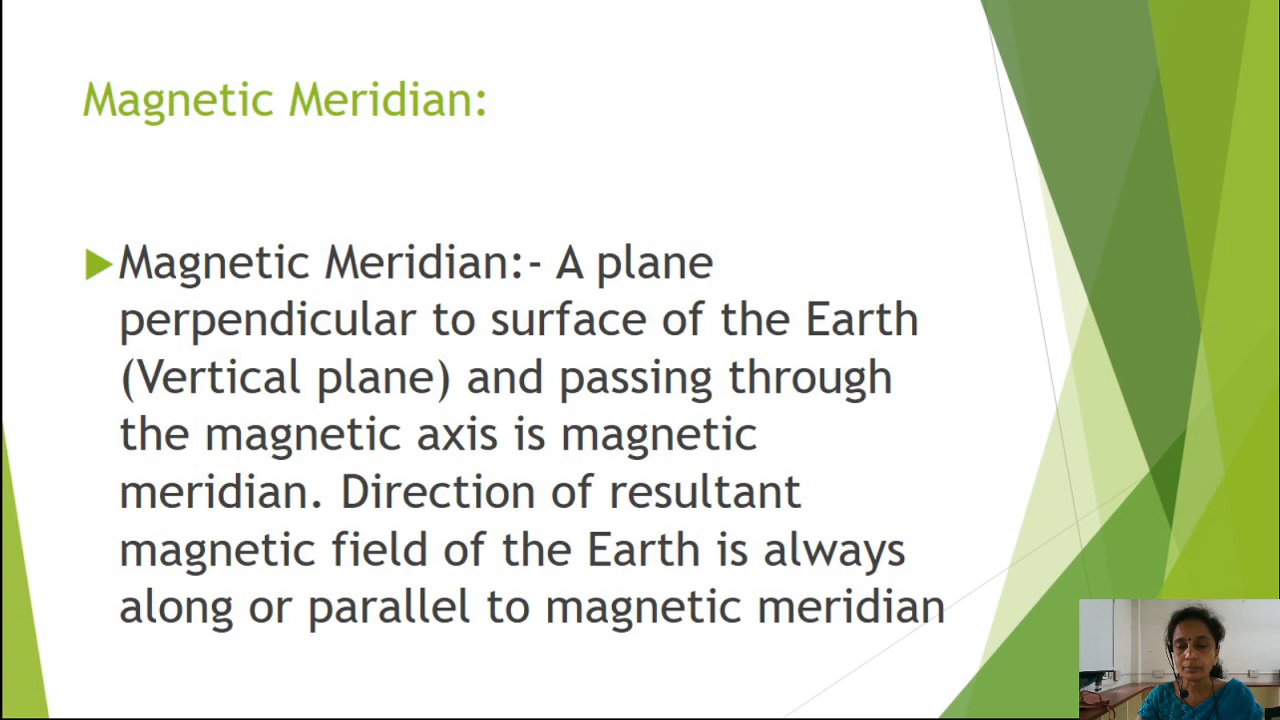 Magnetic Meridian:
Magnetic Meridian:- A plane
perpendicular to surface of the Earth
(Vertical plane) and passing through
the magnetic axis is magnetic
meridian. Direction of resultant
magnetic field of the Earth is always
along or parallel to magnetic meridian